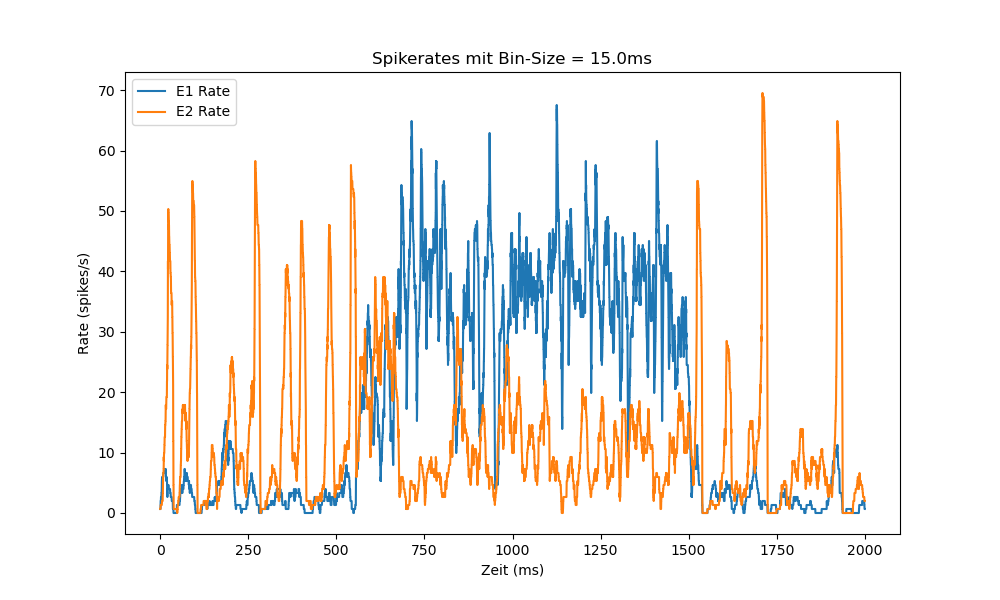 Spikerates mit Bin-Size = 15.0ms
E1 Rate
E2 Rate
70
60
50
40
30
20
10
0
Rate (spikes/s)
0 250 500 750 1000 1250 1500 1750 2000
Zeit (ms)